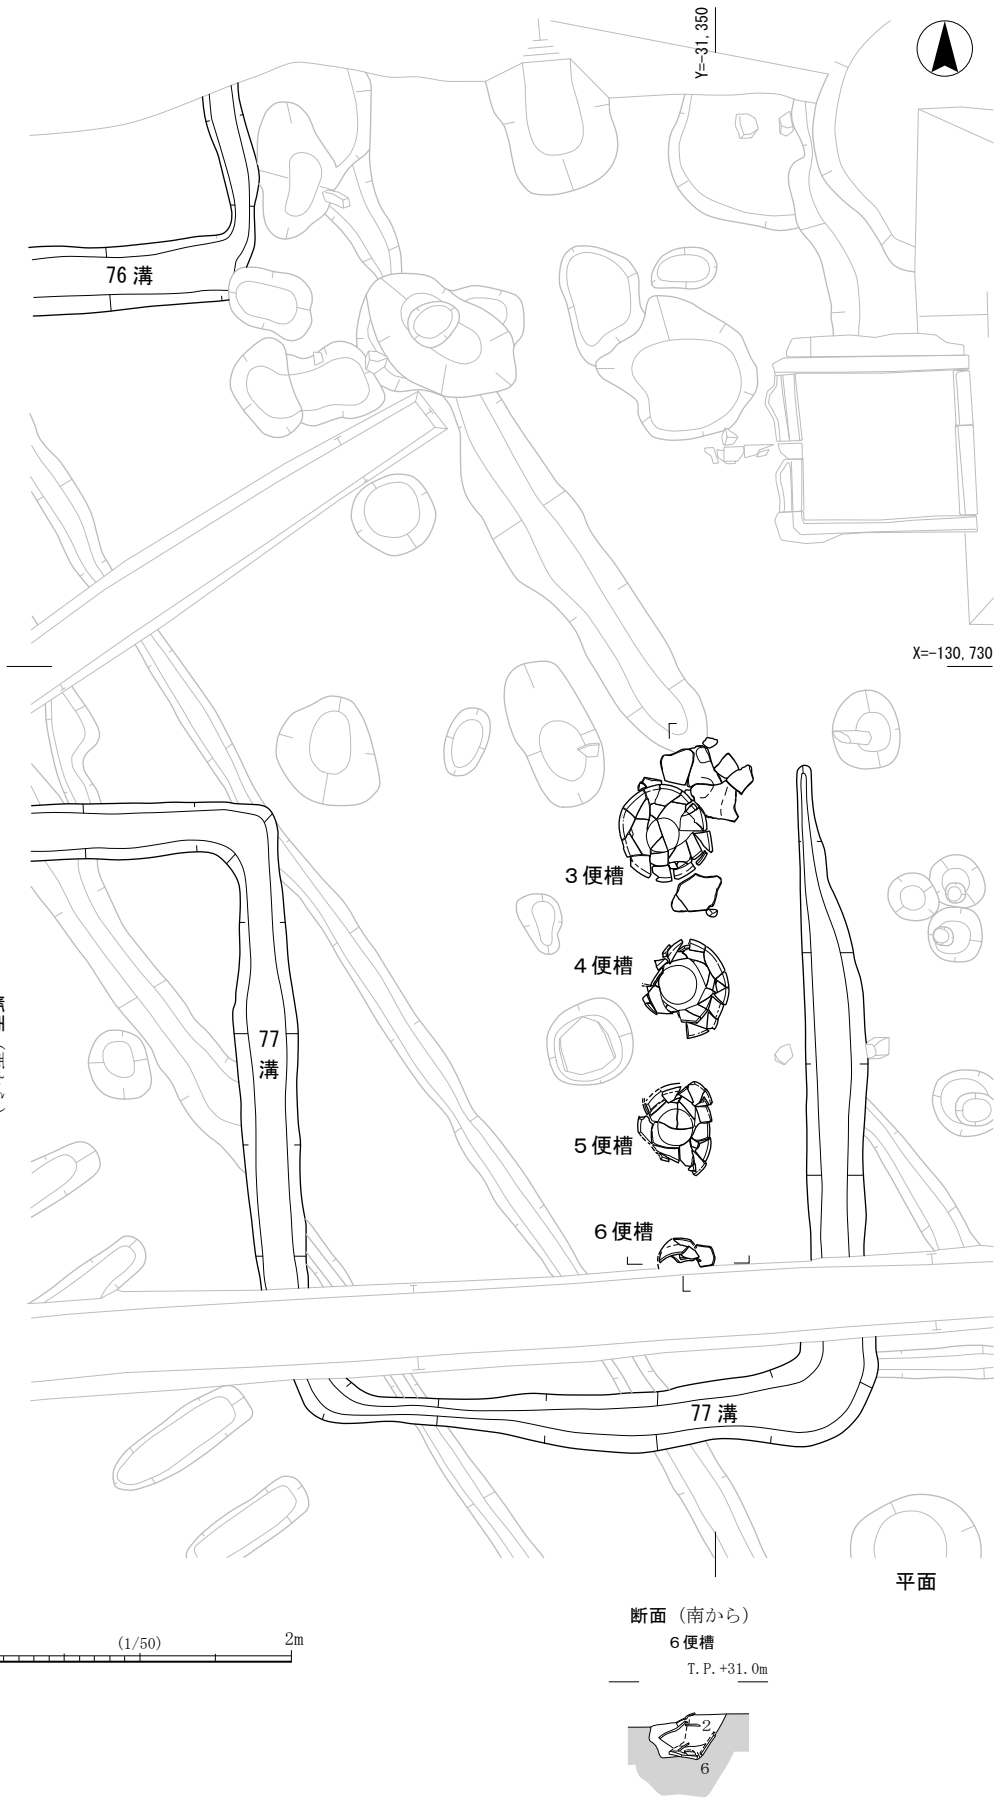 Y=-31,350
76 溝
X=-130,730
３便槽
４便槽
77
溝
５便槽
６便槽
77 溝
平面
断面（南から）
６便槽
(1/50)
2m
T.P.+31.0m
2
6